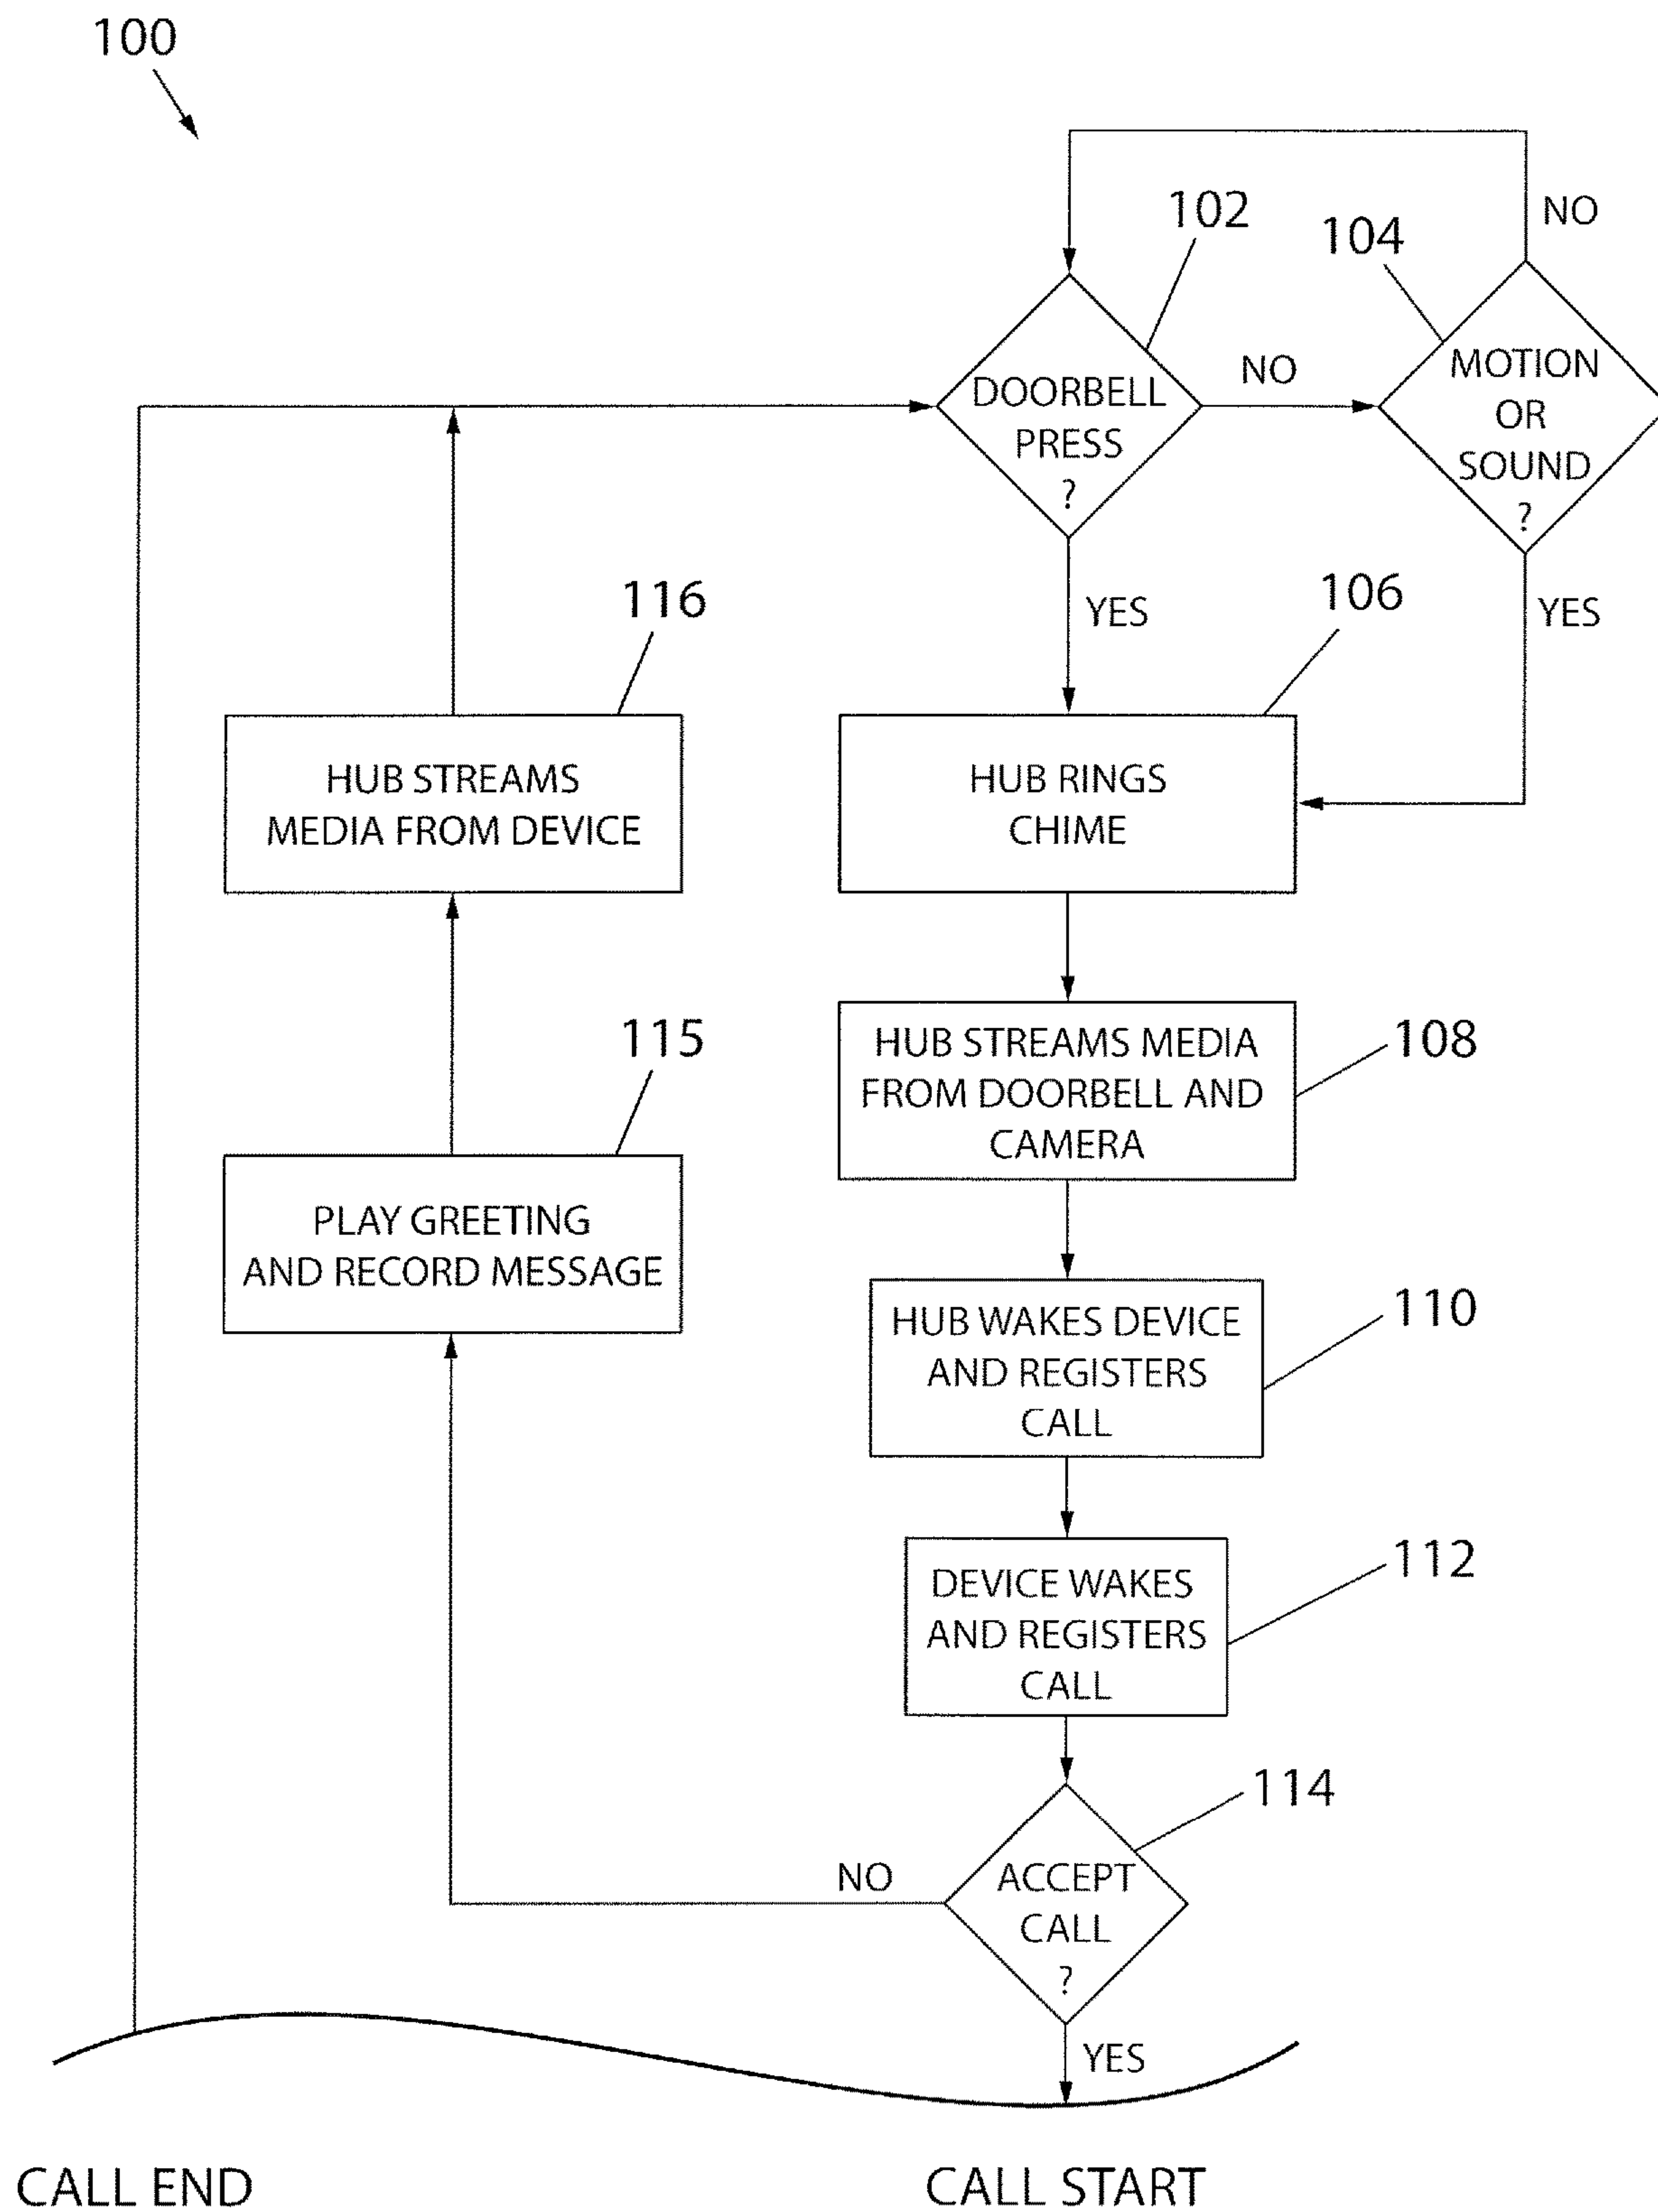 100
102
104
NO
DOORBELL
PRESS
?
NO
MOTION
OR
SOUND
?
YES
YES
106
116
HUB STREAMS
MEDIA FROM DEVICE
HUB RINGS
CHIME
108
HUB STREAMS MEDIA
FROM DOORBELL AND
CAMERA
115
PLAY GREETING
AND RECORD MESSAGE
110
HUB WAKES DEVICE
AND REGISTERS
CALL
112
DEVICE WAKES
AND REGISTERS
CALL
114
NO
ACCEPT
CALL
?
YES
CALL END
CALL START